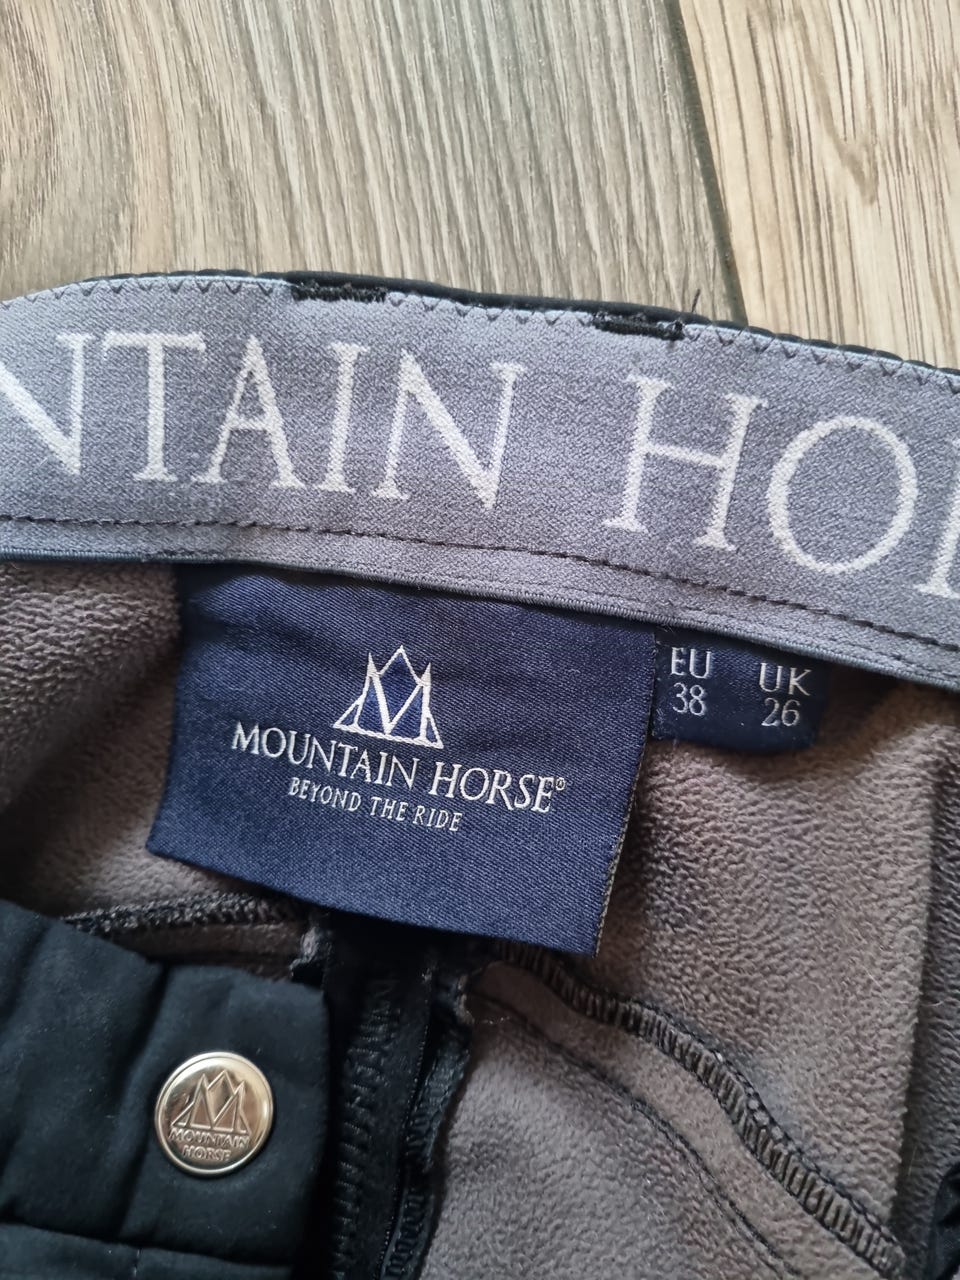 NTAIN HO
EU UK
38 26
M
MOUNTAIN HORSE®
BEYOND THE RIDE
MOUNTAIN
HORSE